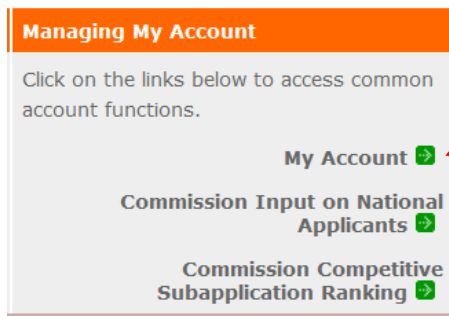 Managing My Account
Click on the links below to access common
account functions.
My Account
Commission Input on National
Applicants
Commission Competitive
Subapplication Ranking